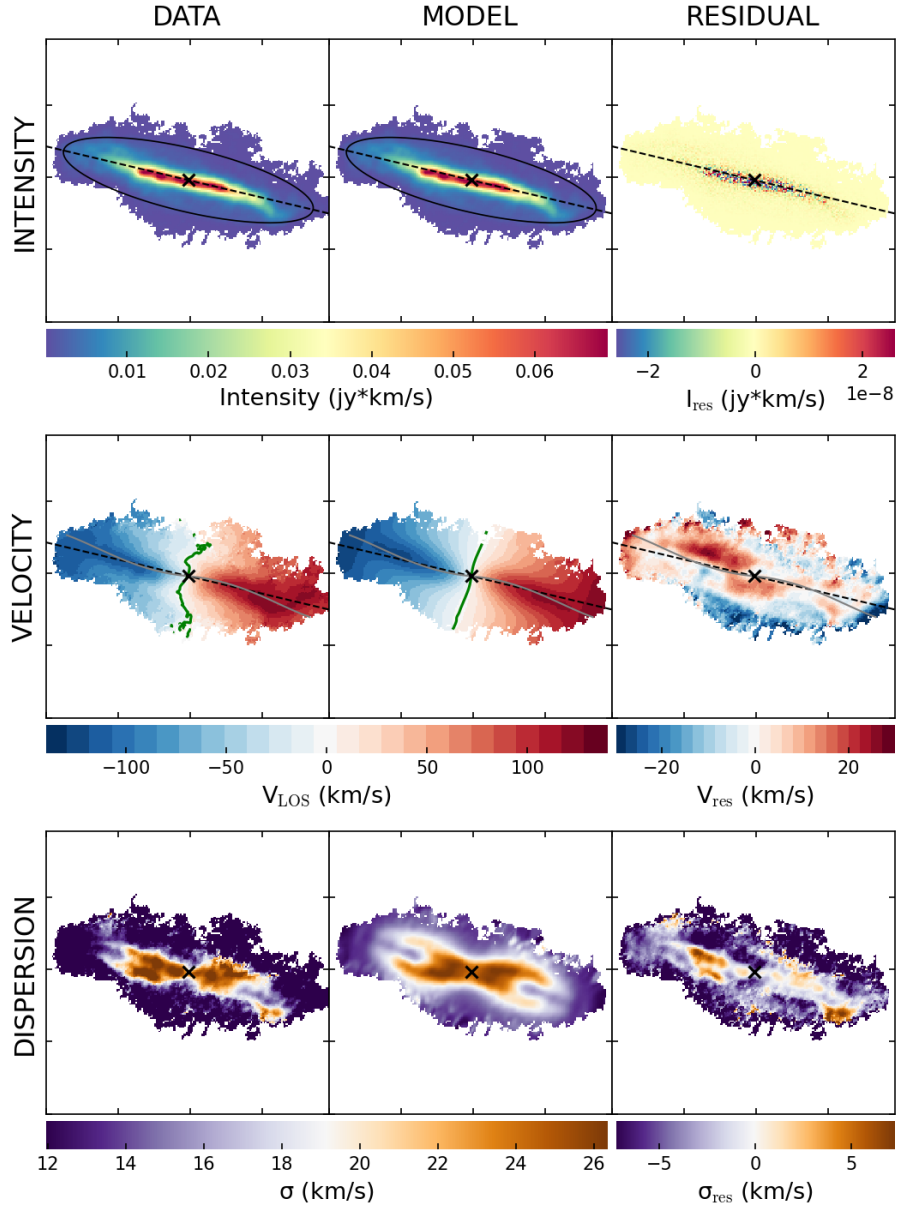 DATA MODEL RESIDUAL
INTENSITY
0.01 0.02 0.03 0.04 0.05 0.06
Intensity (jy*km/s)
−2 0 2
1e-8
I_res (jy*km/s)
VELOCITY
−100 −50 0 50 100
V_LOS (km/s)
−20 0 20
V_res (km/s)
DISPERSION
12 14 16 18 20 22 24 26
σ (km/s)
−5 0 5
σ_res (km/s)